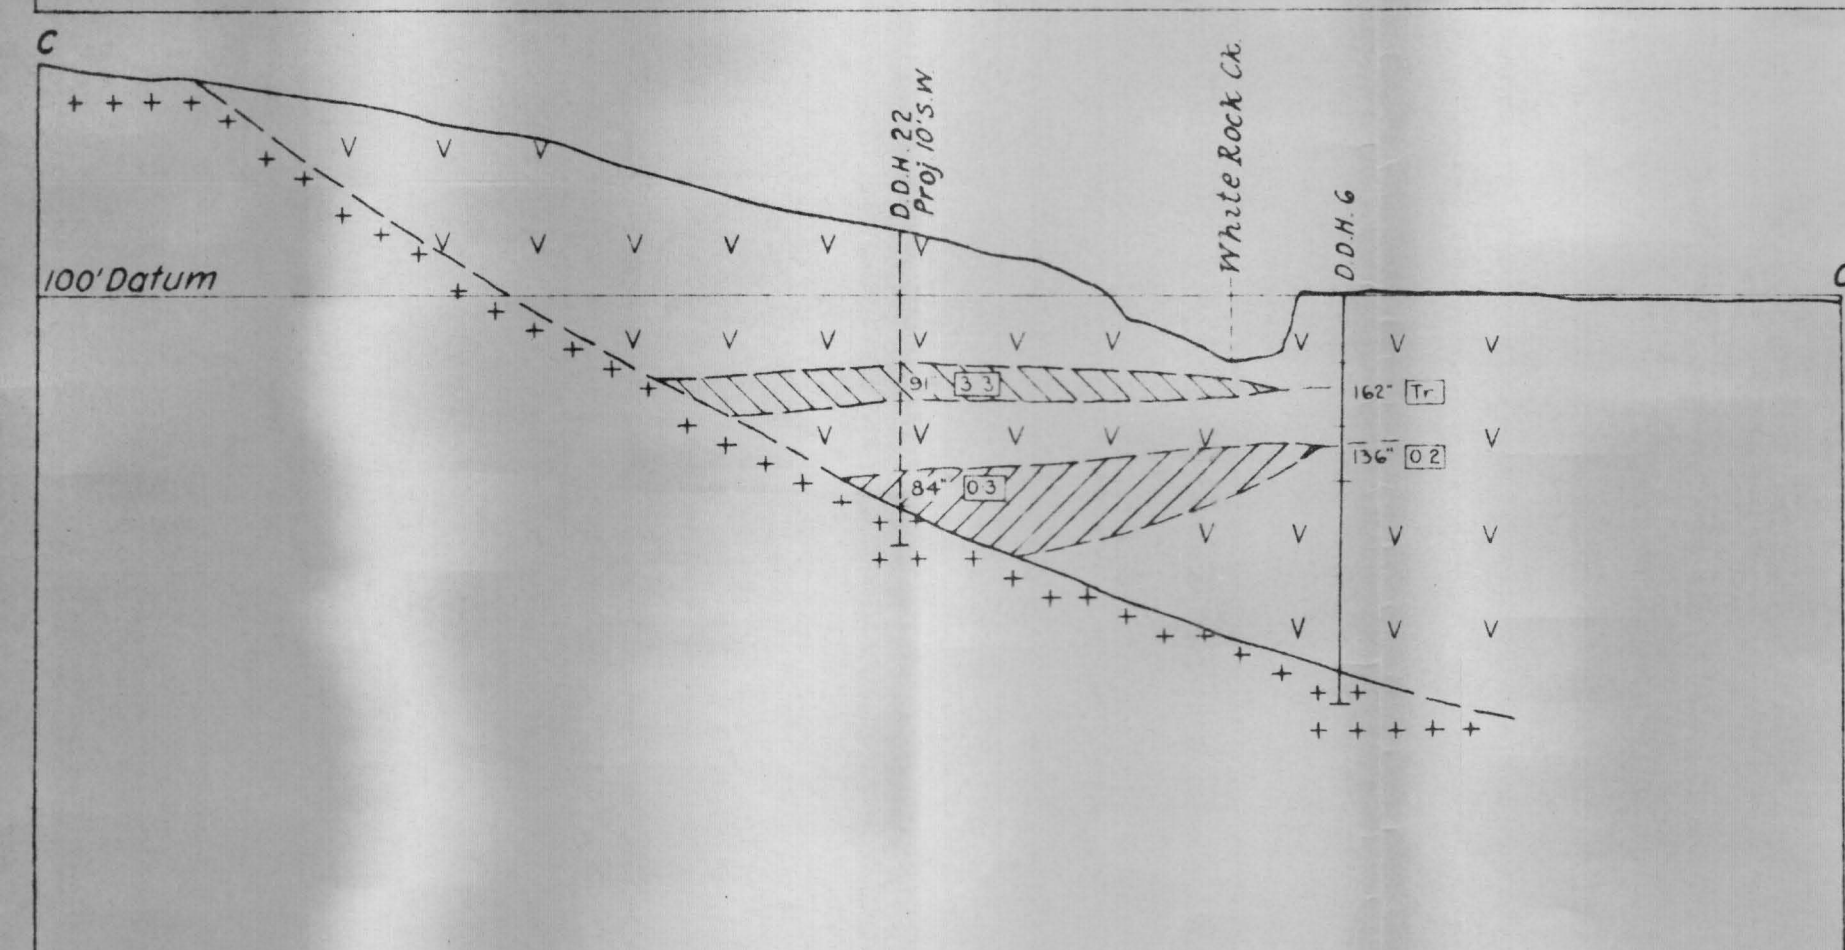 C
D.D.H. 22
Proj 10' S.W
White Rock Ck.
D.D.H. 6
100' Datum
91" 3.3
162" Tr.
84" 0.3
136" 0.2